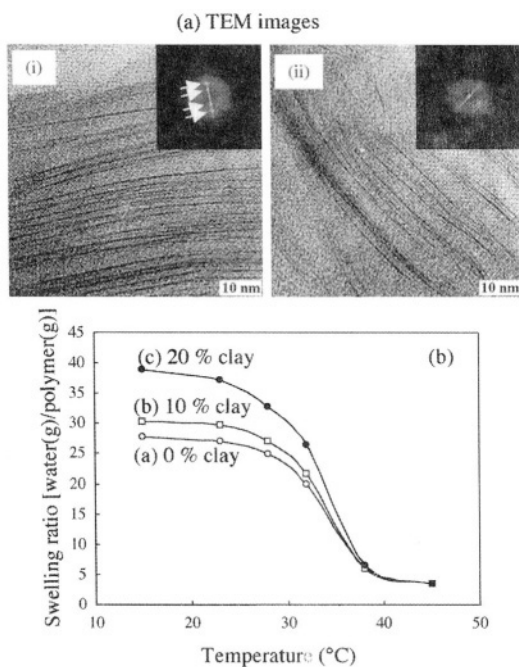 (a) TEM images
(i)
(ii)
10 nm
10 nm
45
40
35
30
25
20
15
10
5
0
(b)
(c) 20 % clay
(b) 10 % clay
(a) 0 % clay
Swelling ratio [water(g)/polymer(g)]
10
20
30
40
50
Temperature (°C)